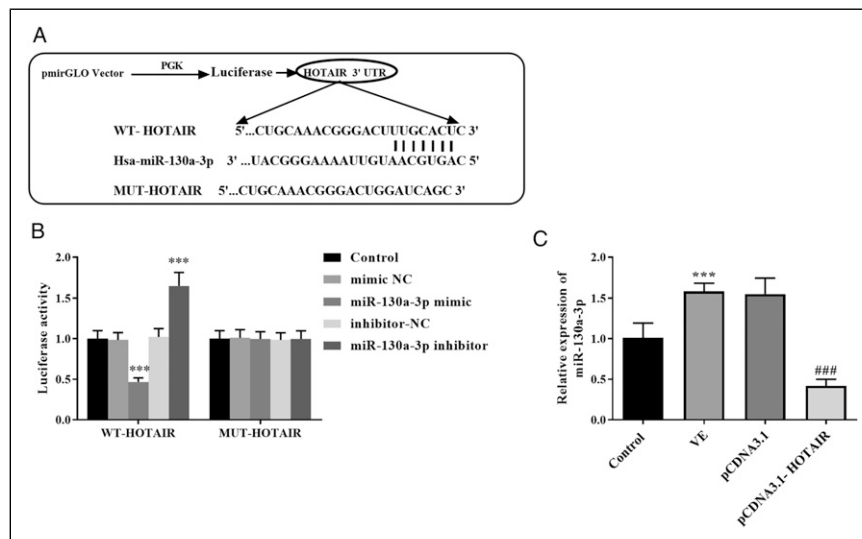 A
pmirGLO Vector PGK Luciferase HOTAIR 3' UTR
WT- HOTAIR 5'...CUGCAAACGGGACUUUGCACUC 3'
Hsa-miR-130a-3p 3' ...UACGGGAAAAUUGUAACGUGAC 5'
MUT-HOTAIR 5'...CUGCAAACGGGACUGGAUCAGC 3'
B
Luciferase activity
2.0
1.5
1.0
0.5
0.0
***
***
WT-HOTAIR MUT-HOTAIR
Control
mimic NC
miR-130a-3p mimic
inhibitor-NC
miR-130a-3p inhibitor
C
Relative expression of
miR-130a-3p
2.0
1.5
1.0
0.5
0.0
***
###
Control
VE
pCDNA3.1
pCDNA3.1- HOTAIR